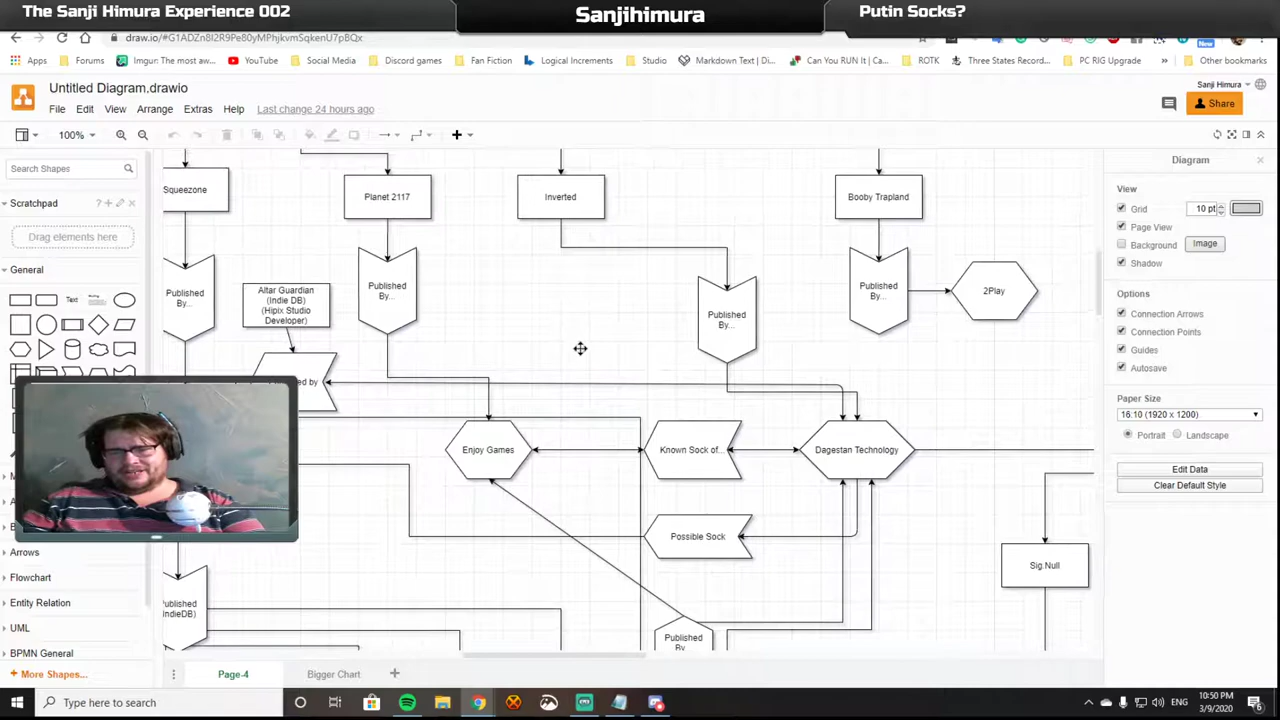 The Sanji Himura Experience 002
Sanjihimura
Putin Socks?
draw.io/#G1ADZn8I2R9Pe80yMPhjkvmSqkenU7pBQx
Apps
Forums
Imgur: The most...
YouTube
Social Media
Discord games
Fan Fiction
Logical Increments
Studio
Markdown Text | Di...
Can You RUN It | Ca...
ROTK
Three States Recor...
PC RIG Upgrade
Other bookmarks
New
Untitled Diagram.drawio
Sanji Himura
File
Edit
View
Arrange
Extras
Help
Last change 24 hours ago
Share
100%
Search Shapes
Scratchpad
?
Drag elements here
General
Text
Arrows
Flowchart
Entity Relation
UML
BPMN General
+ More Shapes...
Squeezone
Planet 2117
Inverted
Booby Trapland
Published
By...
Altar Guardian
(Indie DB)
(Hipix Studio
Developer)
Published
By...
Published
By...
Published
By...
2Play
by
Enjoy Games
Known Sock of...
Dagestan Technology
Possible Sock
Sig.Null
Published
(IndieDB)
Published
By
Diagram
View
Grid
10 pt
Page View
Background
Image
Shadow
Options
Connection Arrows
Connection Points
Guides
Autosave
Paper Size
16:10 (1920 x 1200)
Portrait
Landscape
Edit Data
Clear Default Style
Page-4
Bigger Chart
Type here to search
ENG
10:50 PM
3/9/2020
6